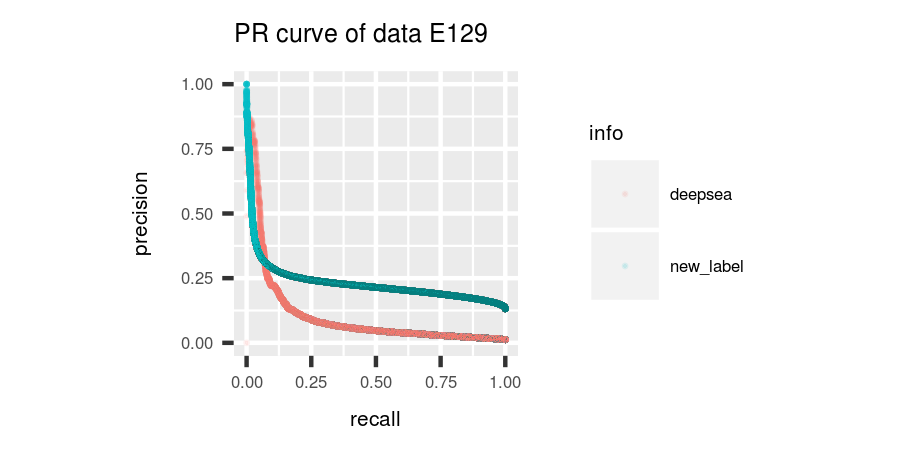 PR curve of data E129
precision
1.00
0.75
0.50
0.25
0.00
0.00 0.25 0.50 0.75 1.00
recall
info
deepsea
new_label